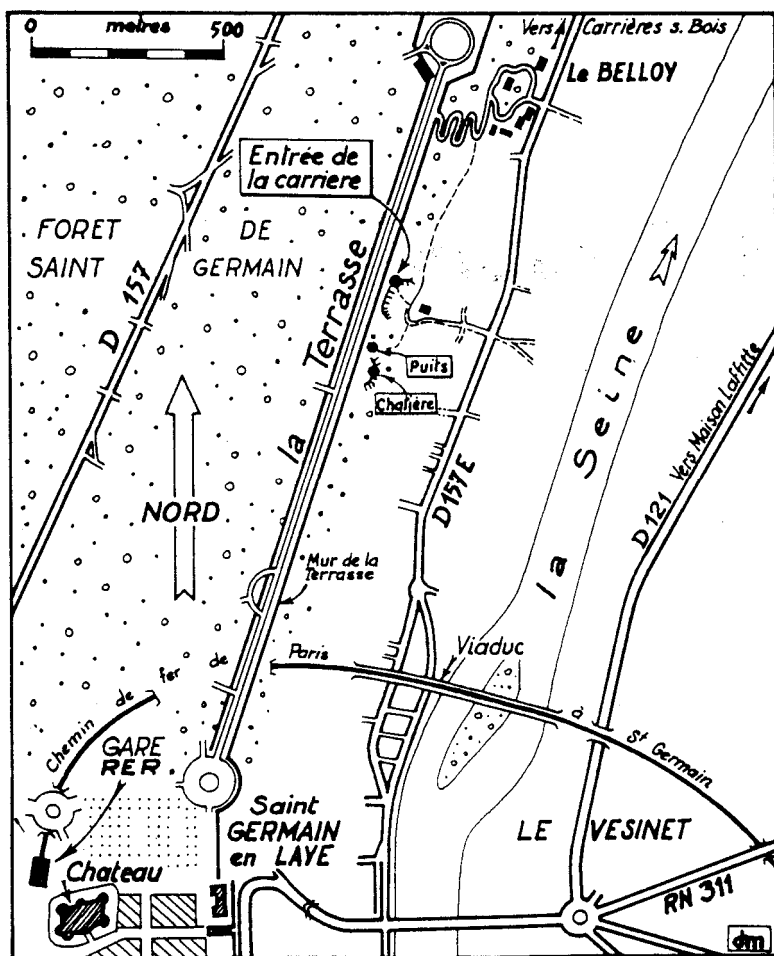 0 metres 500
Vers Carrières s. Bois
Le BELLOY
Entrée de
la carriere
FORET
SAINT
DE
GERMAIN
D 157
la Terrasse
Puits
Chatière
la Seine
D 121 Vers Maison Laffitte
D 157 E
NORD
Mur de la
Terrasse
Chemin de fer de Paris à St Germain
Viaduc
GARE
RER
Chateau
Saint
GERMAIN
en LAYE
LE VESINET
RN 311
dm